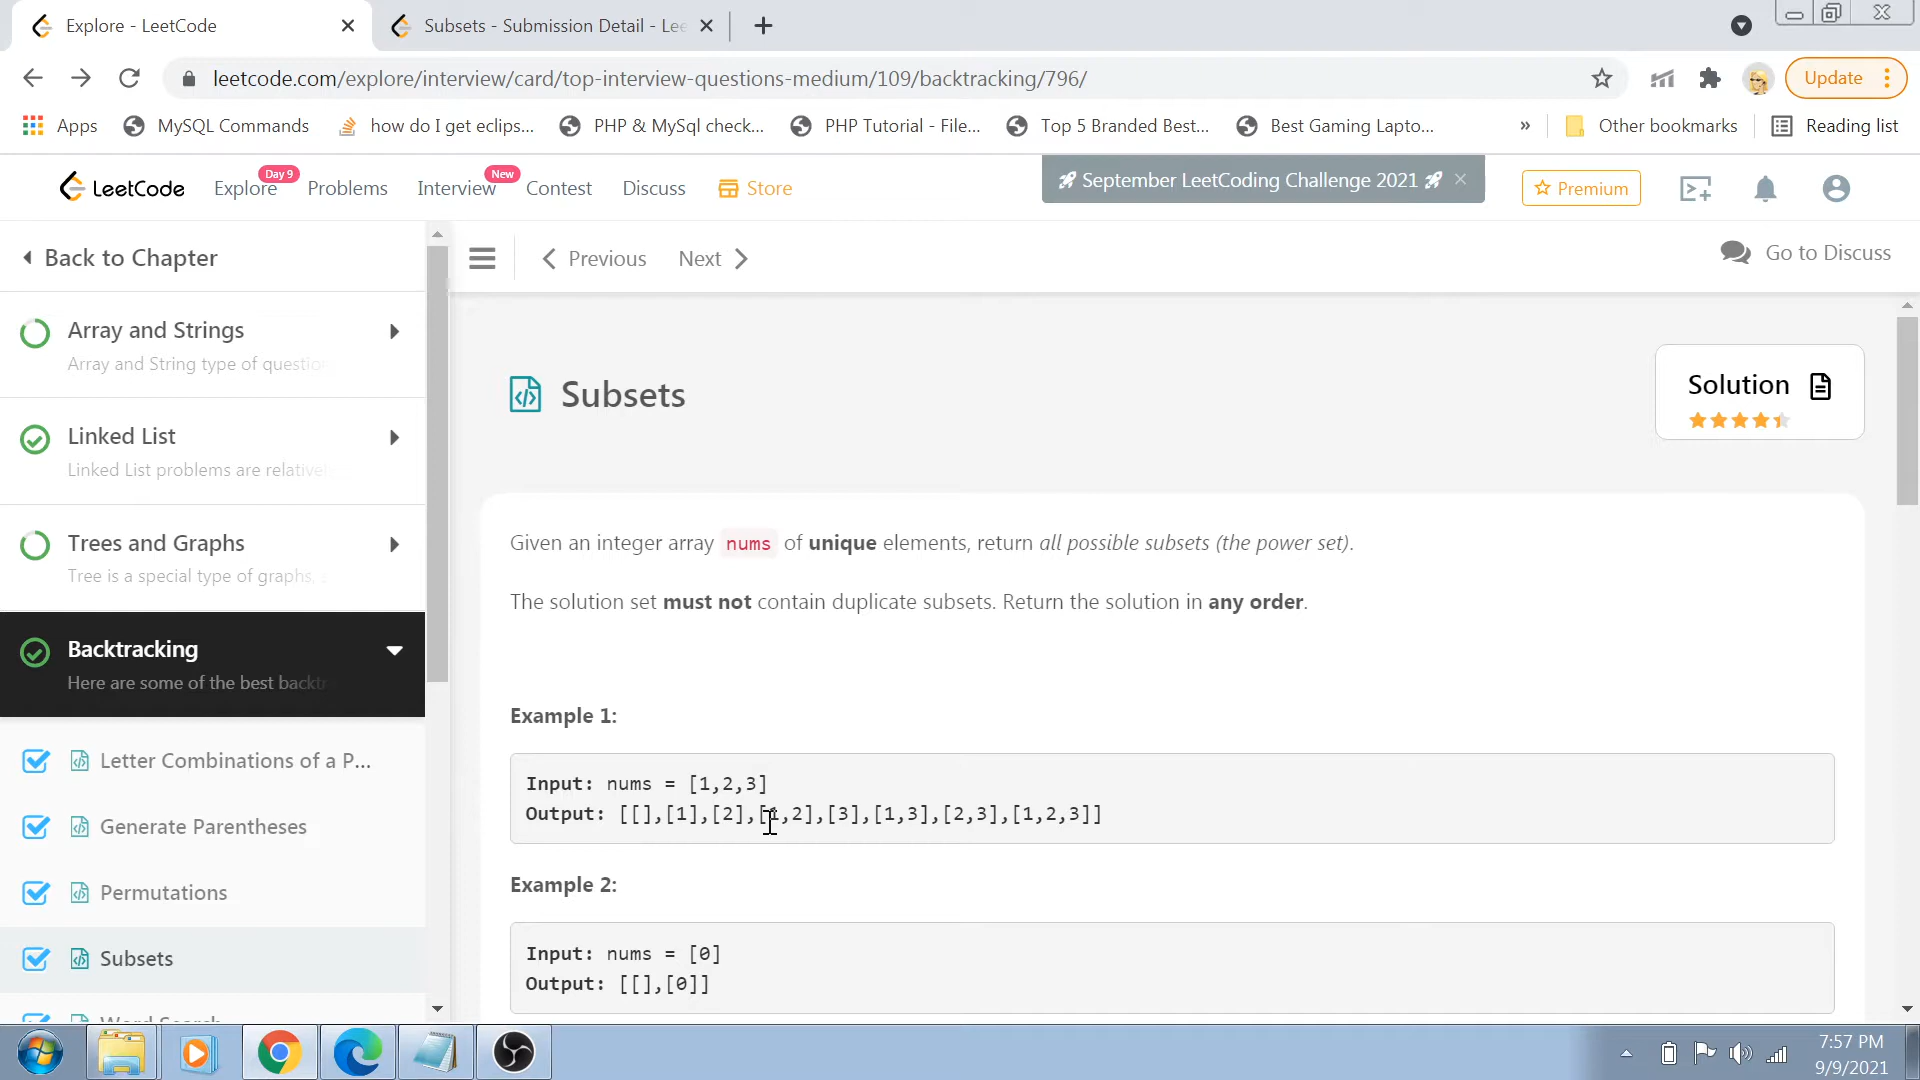 Explore - LeetCode
Subsets - Submission Detail - Lee
leetcode.com/explore/interview/card/top-interview-questions-medium/109/backtracking/796/
Update
Apps
MySQL Commands
how do I get eclips...
PHP & MySql check...
PHP Tutorial - File...
Top 5 Branded Best...
Best Gaming Lapto...
»
Other bookmarks
Reading list
LeetCode
Explore
Day 9
Problems
Interview
New
Contest
Discuss
Store
September LeetCoding Challenge 2021
Premium
Back to Chapter
Previous
Next
Go to Discuss
Array and Strings
Array and String type of questio
Linked List
Linked List problems are relative
Trees and Graphs
Tree is a special type of graphs,
Backtracking
Here are some of the best backtr
Letter Combinations of a P...
Generate Parentheses
Permutations
Subsets
Word Search
Subsets
Solution
Given an integer array nums of unique elements, return all possible subsets (the power set).
The solution set must not contain duplicate subsets. Return the solution in any order.
Example 1:
Input: nums = [1,2,3]
Output: [[],[1],[2],[1,2],[3],[1,3],[2,3],[1,2,3]]
Example 2:
Input: nums = [0]
Output: [[],[0]]
7:57 PM
9/9/2021